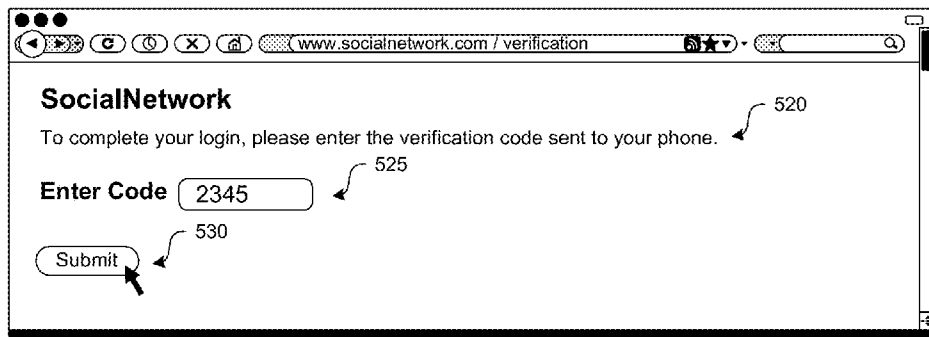 www.socialnetwork.com / verification
SocialNetwork
520
To complete your login, please enter the verification code sent to your phone.
525
Enter Code 2345
530
Submit